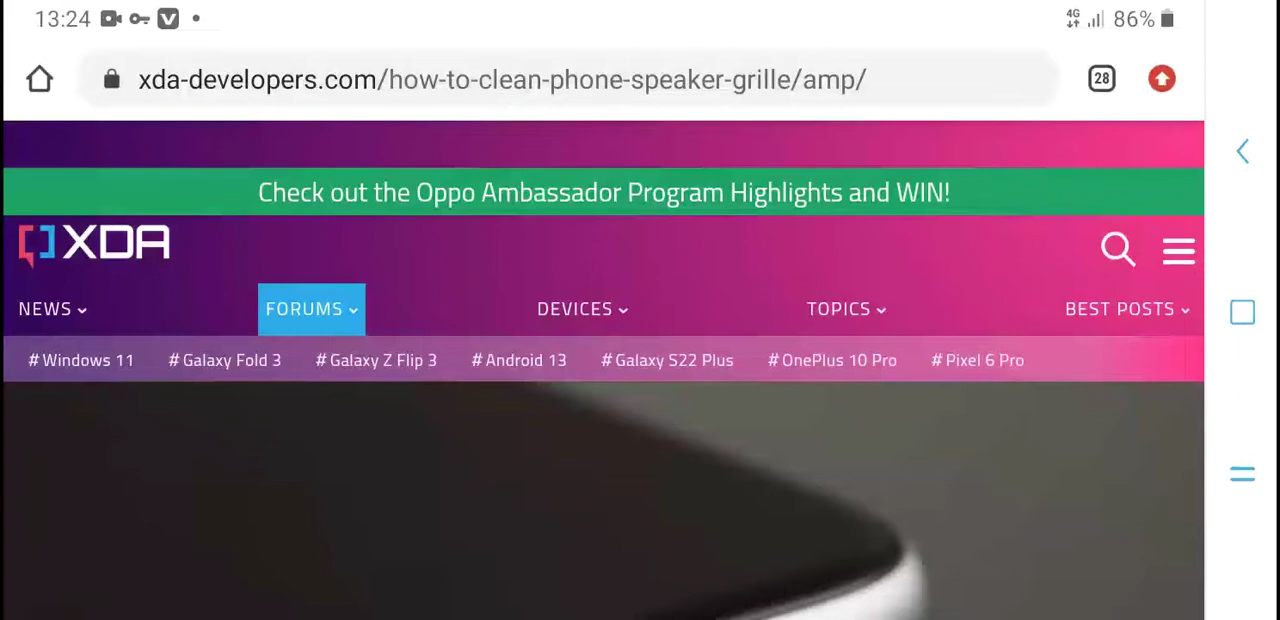 13:24 4G 86%
xda-developers.com/how-to-clean-phone-speaker-grille/amp/ 28
Check out the Oppo Ambassador Program Highlights and WIN!
XDA
NEWS FORUMS DEVICES TOPICS BEST POSTS
#Windows 11 #Galaxy Fold 3 #Galaxy Z Flip 3 #Android 13 #Galaxy S22 Plus #OnePlus 10 Pro #Pixel 6 Pro